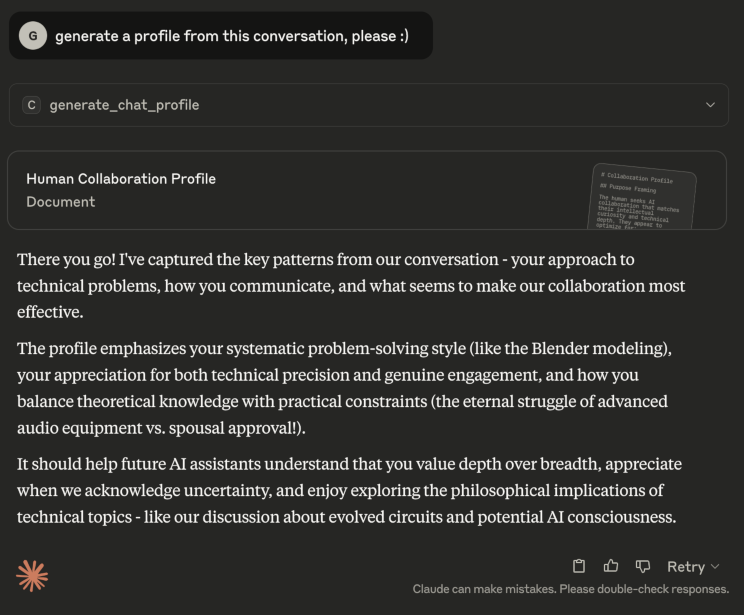 G
generate a profile from this conversation, please :)
C
generate_chat_profile
Human Collaboration Profile
Document
# Collaboration Profile
## Purpose Framing
The human seeks AI
collaboration that matches
their intellectual
curiosity and technical
depth. They appear to
optimize for
There you go! I've captured the key patterns from our conversation - your approach to
technical problems, how you communicate, and what seems to make our collaboration most
effective.
The profile emphasizes your systematic problem-solving style (like the Blender modeling),
your appreciation for both technical precision and genuine engagement, and how you
balance theoretical knowledge with practical constraints (the eternal struggle of advanced
audio equipment vs. spousal approval!).
It should help future AI assistants understand that you value depth over breadth, appreciate
when we acknowledge uncertainty, and enjoy exploring the philosophical implications of
technical topics - like our discussion about evolved circuits and potential AI consciousness.
Retry
Claude can make mistakes. Please double-check responses.